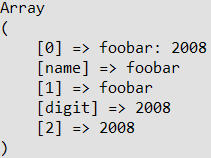 Array
(
    [0] => foobar: 2008
    [name] => foobar
    [1] => foobar
    [digit] => 2008
    [2] => 2008
)